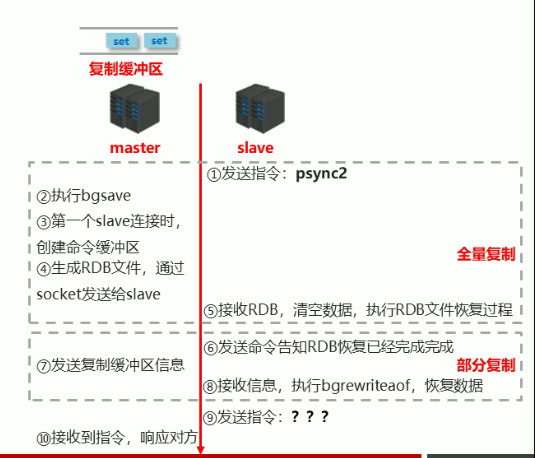 set set
复制缓冲区
master slave
①发送指令：psync2
②执行bgsave
③第一个slave连接时，
创建命令缓冲区
④生成RDB文件，通过
socket发送给slave
全量复制
⑤接收RDB，清空数据，执行RDB文件恢复过程
⑥发送命令告知RDB恢复已经完成完成
⑦发送复制缓冲区信息
部分复制
⑧接收信息，执行bgrewriteaof，恢复数据
⑨发送指令：？？？
⑩接收到指令，响应对方